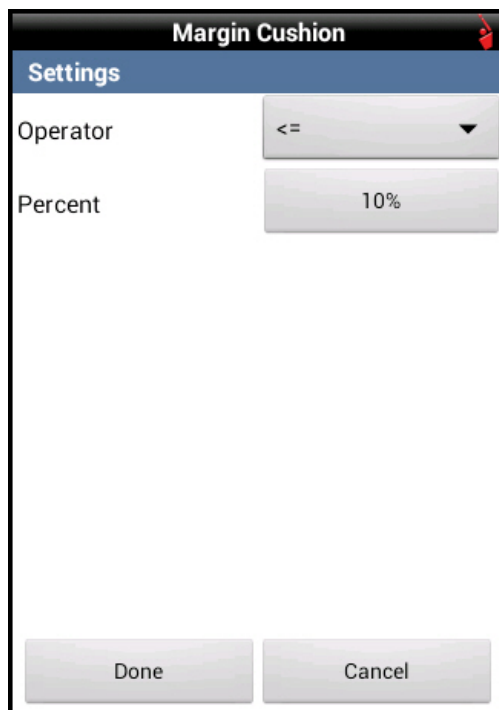 Margin Cushion
Settings
Operator <=
Percent 10%
Done Cancel